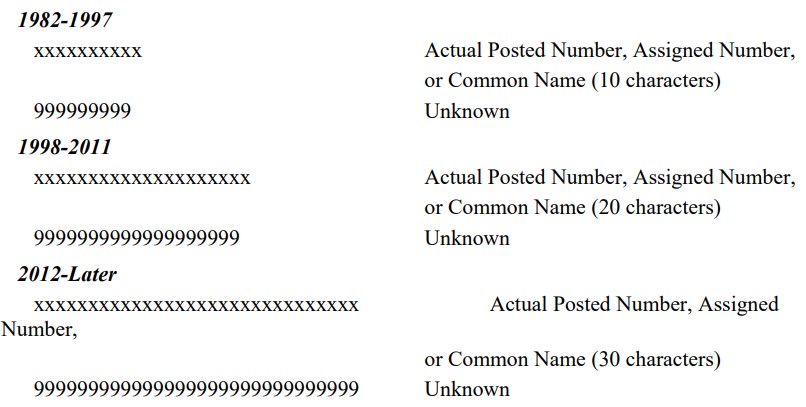 1982-1997
xxxxxxxxxx Actual Posted Number, Assigned Number,
or Common Name (10 characters)
999999999 Unknown
1998-2011
xxxxxxxxxxxxxxxxxxxx Actual Posted Number, Assigned Number,
or Common Name (20 characters)
9999999999999999999 Unknown
2012-Later
xxxxxxxxxxxxxxxxxxxxxxxxxxxxxx Actual Posted Number, Assigned
Number,
or Common Name (30 characters)
999999999999999999999999999999 Unknown